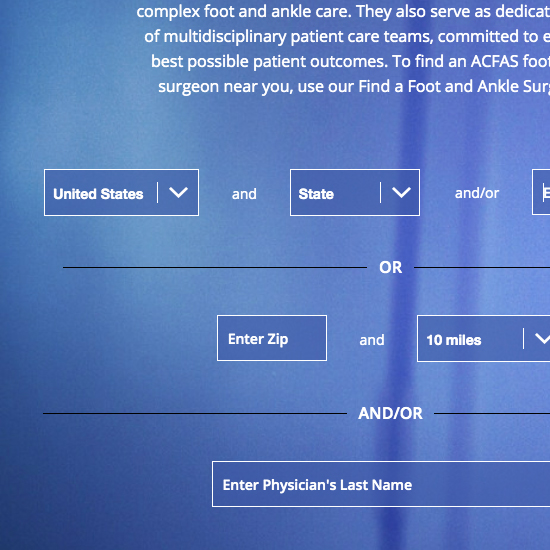 complex foot and ankle care. They also serve as dedicat
of multidisciplinary patient care teams, committed to e
best possible patient outcomes. To find an ACFAS foot
surgeon near you, use our Find a Foot and Ankle Sur
United States and State and/or E
OR
Enter Zip and 10 miles
AND/OR
Enter Physician's Last Name